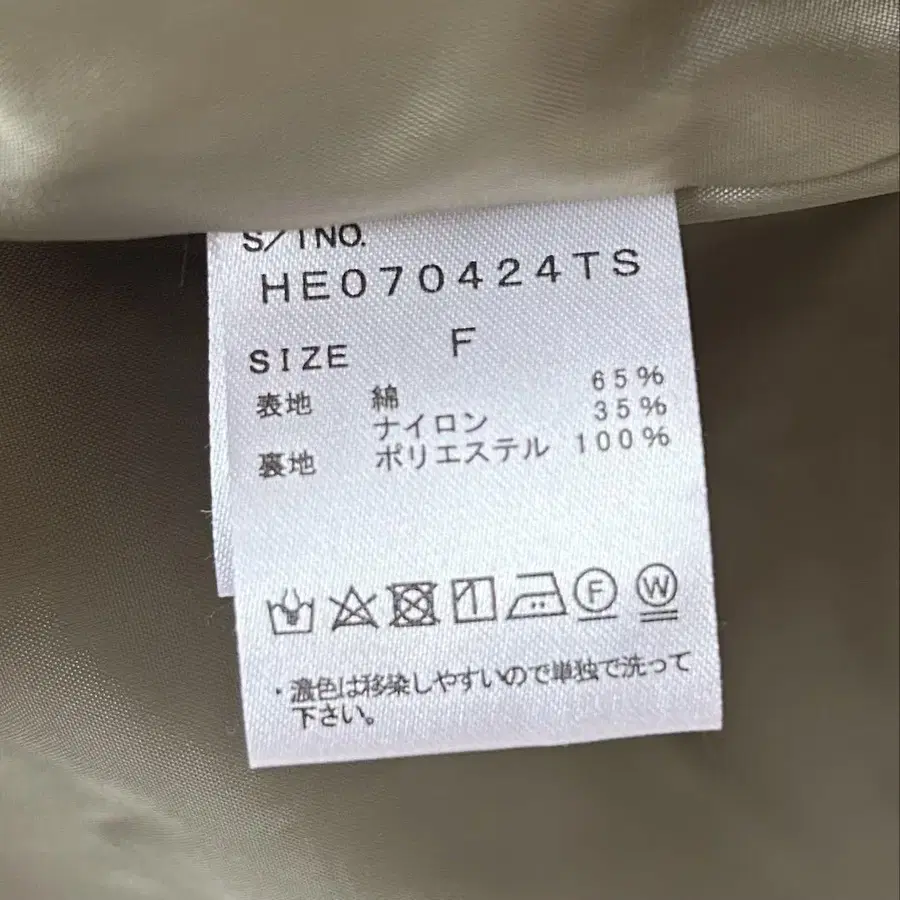 S/T NO.
HE070424TS
SIZE F
表地 綿 65%
ナイロン 35%
裏地 ポリエステル 100%
F W
・濃色は移染しやすいので単独で洗って
下さい。